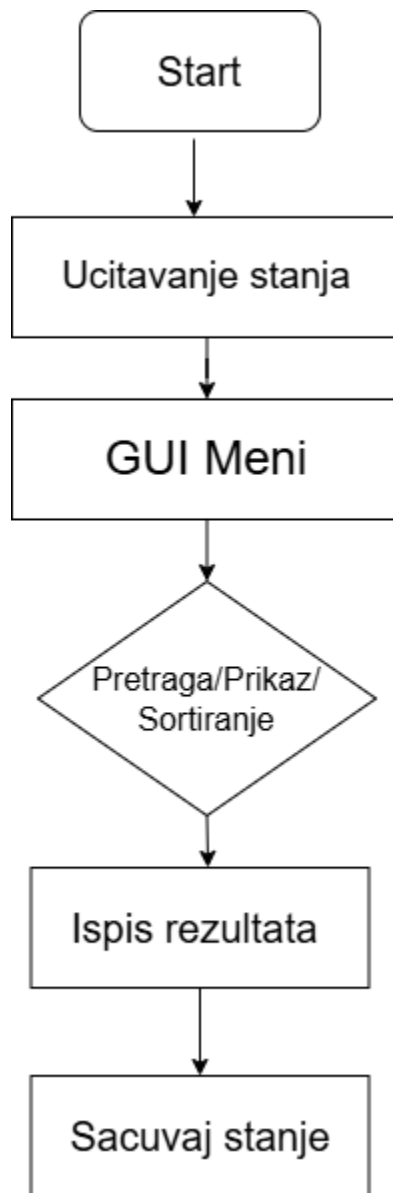 Start
Ucitavanje stanja
GUI Meni
Pretraga/Prikaz/
Sortiranje
Ispis rezultata
Sacuvaj stanje